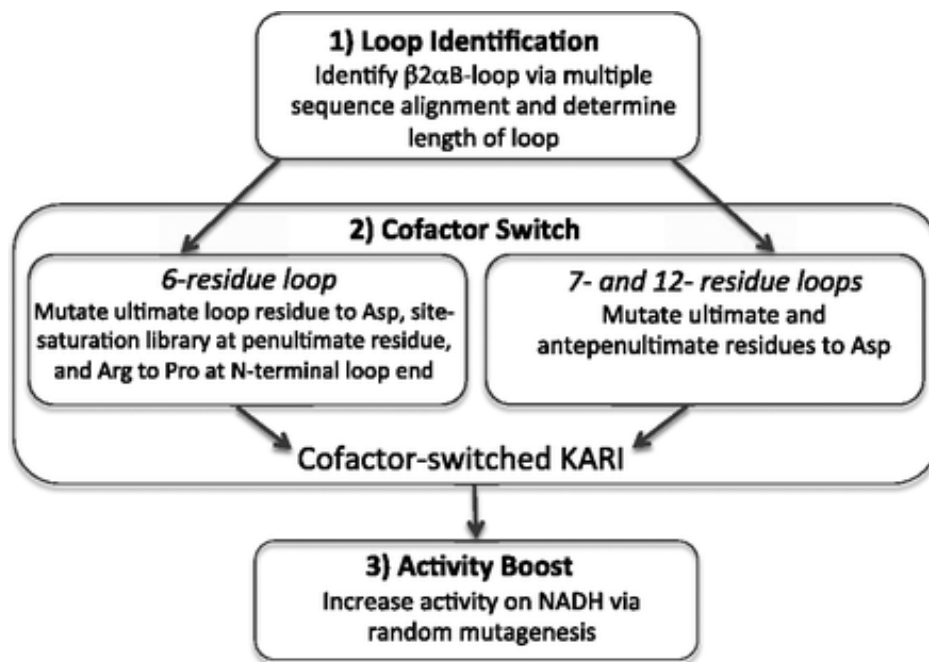 1) Loop Identification
Identify β2αB-loop via multiple
sequence alignment and determine
length of loop
2) Cofactor Switch
6-residue loop
Mutate ultimate loop residue to Asp, site-
saturation library at penultimate residue,
and Arg to Pro at N-terminal loop end
7- and 12- residue loops
Mutate ultimate and
antepenultimate residues to Asp
Cofactor-switched KARI
3) Activity Boost
Increase activity on NADH via
random mutagenesis